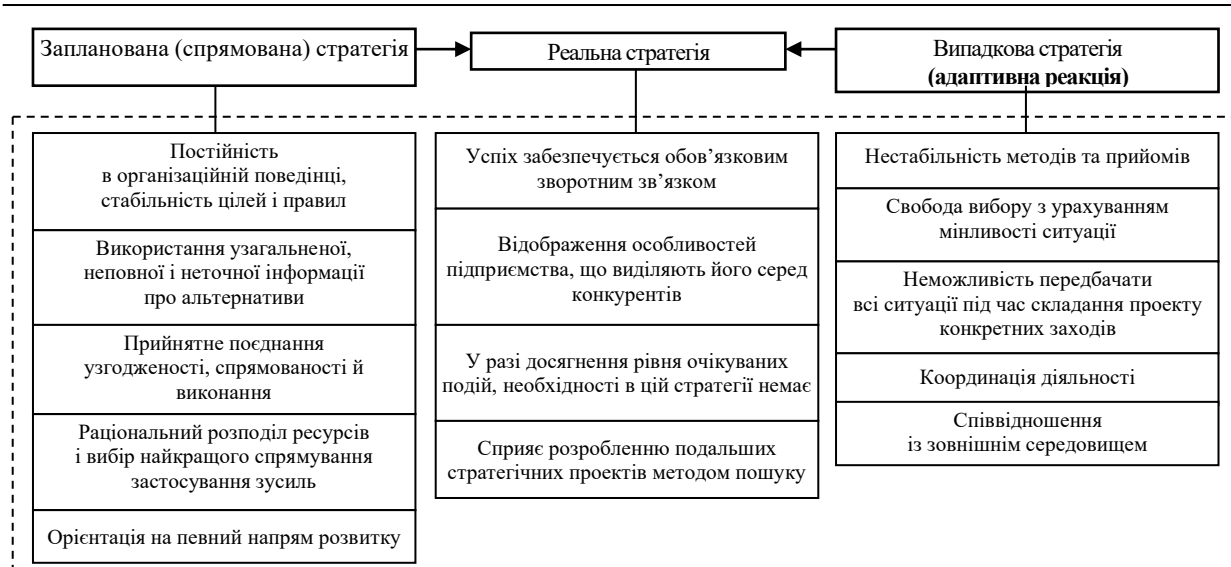 Запланована (спрямована) стратегія
Реальна стратегія
Випадкова стратегія
(адаптивна реакція)
Постійність
в організаційній поведінці,
стабільність цілей і правил
Використання узагальненої,
неповної і неточної інформації
про альтернативи
Прийнятне поєднання
узгодженості, спрямованості й
виконання
Раціональний розподіл ресурсів
і вибір найкращого спрямування
застосування зусиль
Орієнтація на певний напрям розвитку
Успіх забезпечується обов’язковим
зворотним зв’язком
Відображення особливостей
підприємства, що виділяють його серед
конкурентів
У разі досягнення рівня очікуваних
подій, необхідності в цій стратегії немає
Сприяє розробленню подальших
стратегічних проектів методом пошуку
Нестабільність методів та прийомів
Свобода вибору з урахуванням
мінливості ситуації
Неможливість передбачати
всі ситуації під час складання проекту
конкретних заходів
Координація діяльності
Співвідношення
із зовнішнім середовищем